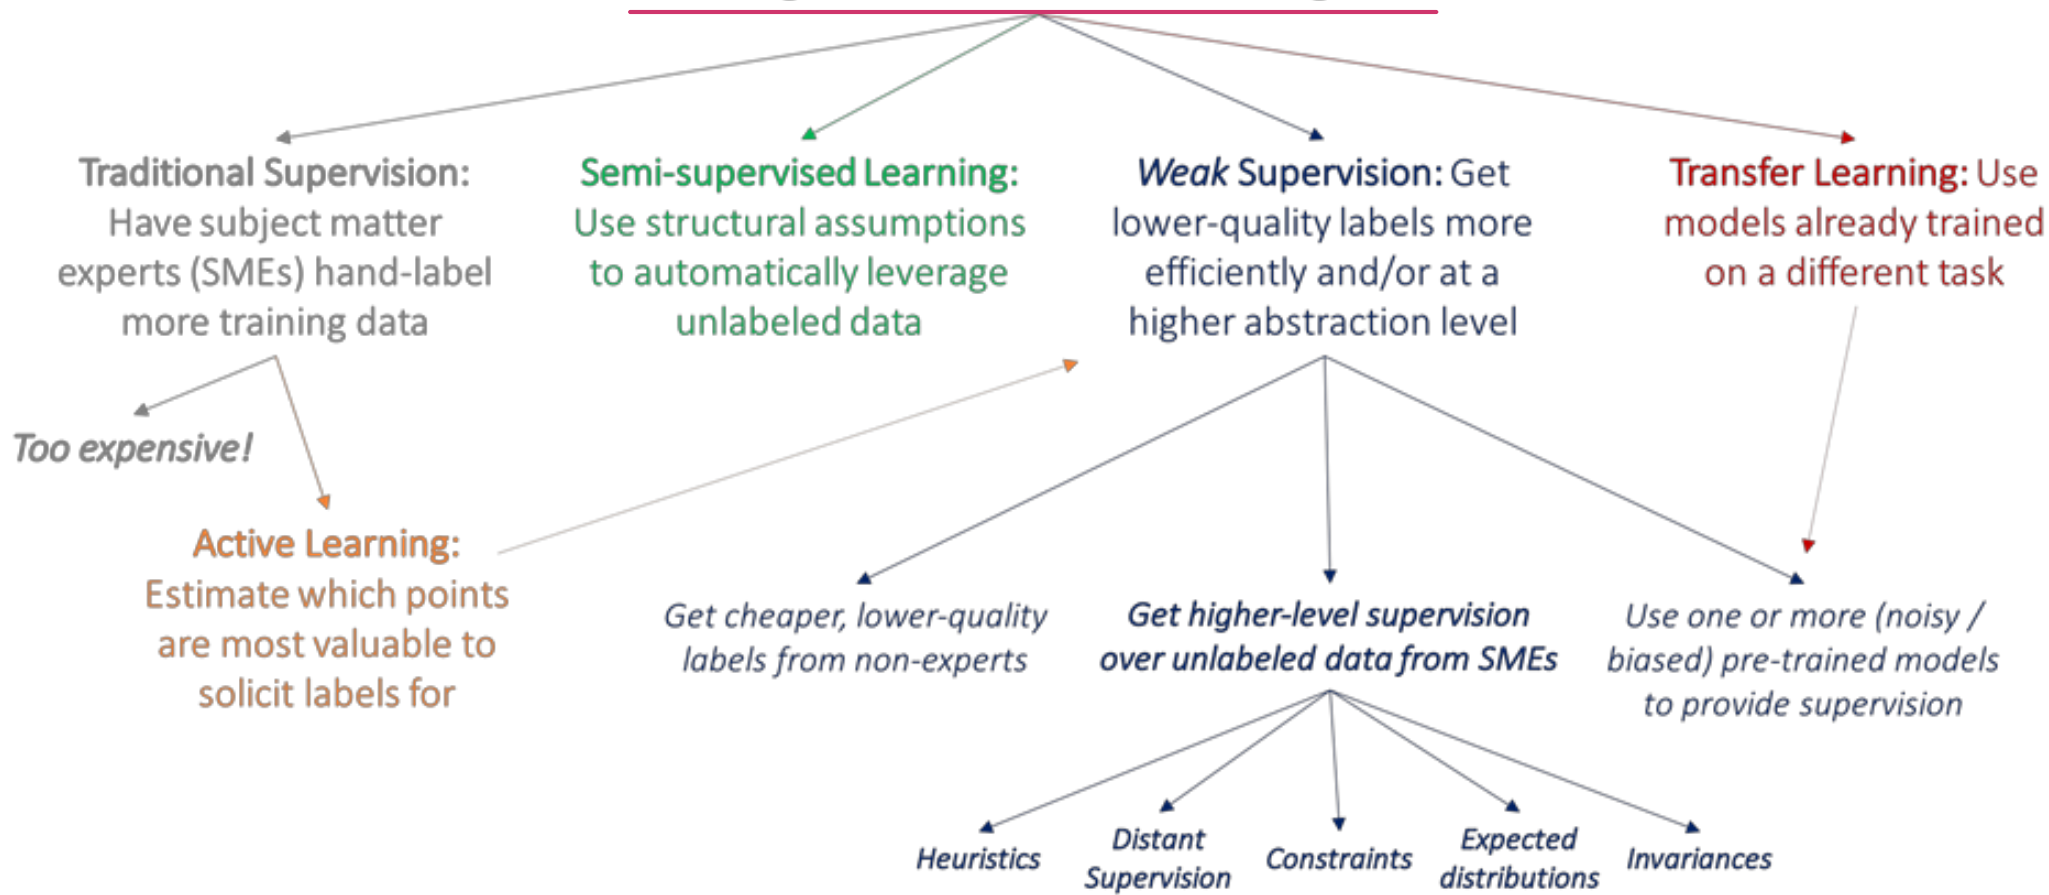 Traditional Supervision:
Have subject matter
experts (SMEs) hand-label
more training data
Semi-supervised Learning:
Use structural assumptions
to automatically leverage
unlabeled data
Weak Supervision: Get
lower-quality labels more
efficiently and/or at a
higher abstraction level
Transfer Learning: Use
models already trained
on a different task
Too expensive!
Active Learning:
Estimate which points
are most valuable to
solicit labels for
Get cheaper, lower-quality
labels from non-experts
Get higher-level supervision
over unlabeled data from SMEs
Use one or more (noisy /
biased) pre-trained models
to provide supervision
Heuristics
Distant
Supervision
Constraints
Expected
distributions
Invariances